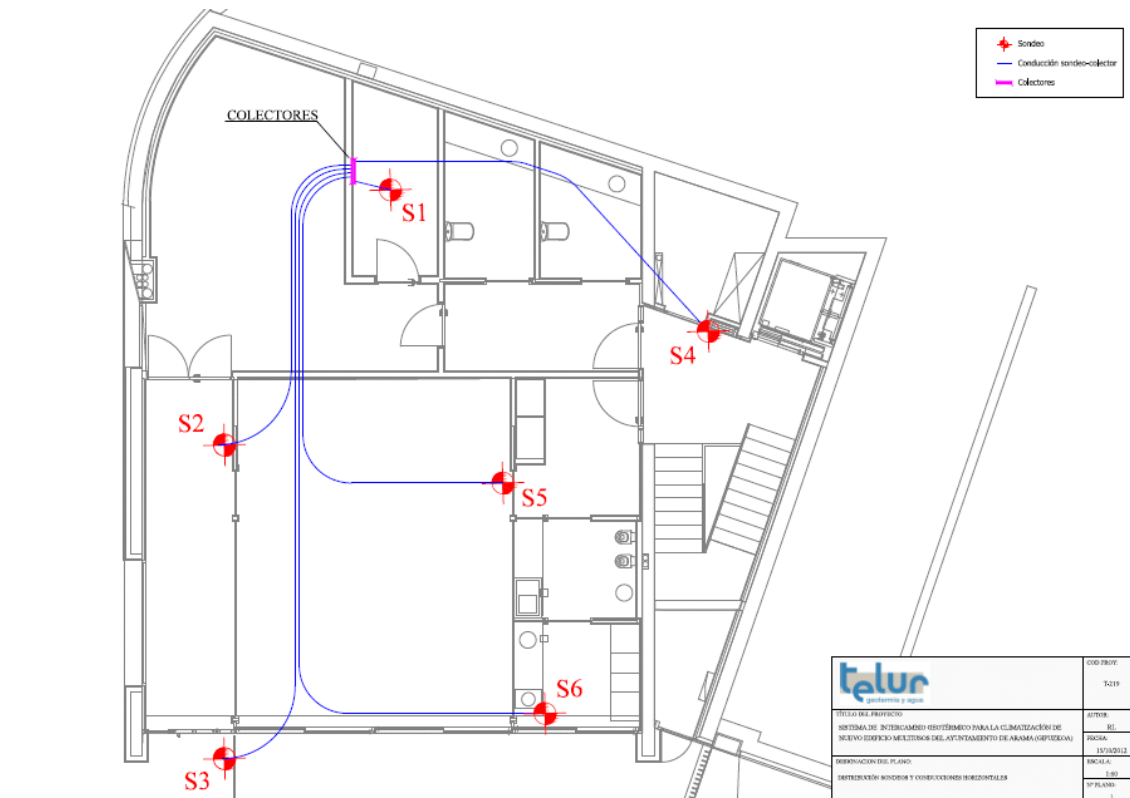 Sondeo
Conducción sondeo-colector
Colectores
COLECTORES
S1
S4
S2
S5
S6
S3
telur
geotermia y agua
COD PROY:
T-219
TÍTULO DEL PROYECTO
SISTEMA DE INTERCAMBIO GEOTÉRMICO PARA LA CLIMATIZACIÓN DE
NUEVO EDIFICIO MULTIUSOS DEL AYUNTAMIENTO DE ARAMA (GIPUZKOA)
AUTOR:
RL
FECHA:
15/10/2012
DESIGNACION DEL PLANO:
DISTRIBUCIÓN SONDEOS Y CONDUCCIONES HORIZONTALES
ESCALA:
1:60
Nº PLANO:
1